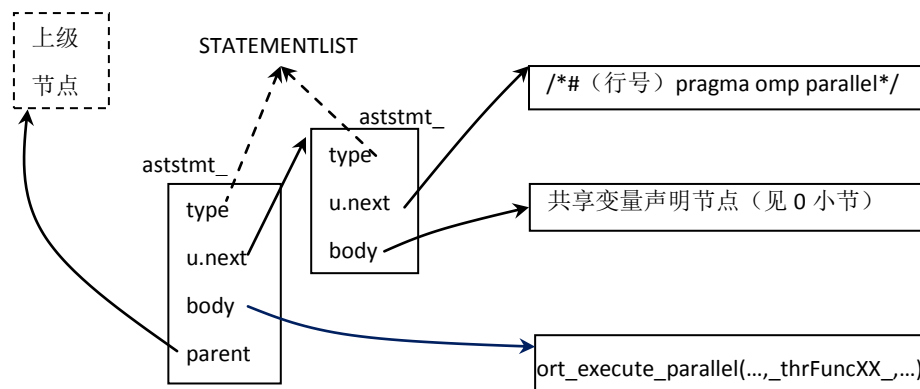 上级
节点
STATEMENTLIST
/*#（行号）pragma omp parallel*/
aststmt_
type
u.next
body
共享变量声明节点（见 0 小节）
aststmt_
type
u.next
body
parent
ort_execute_parallel(…,_thrFuncXX_,…)